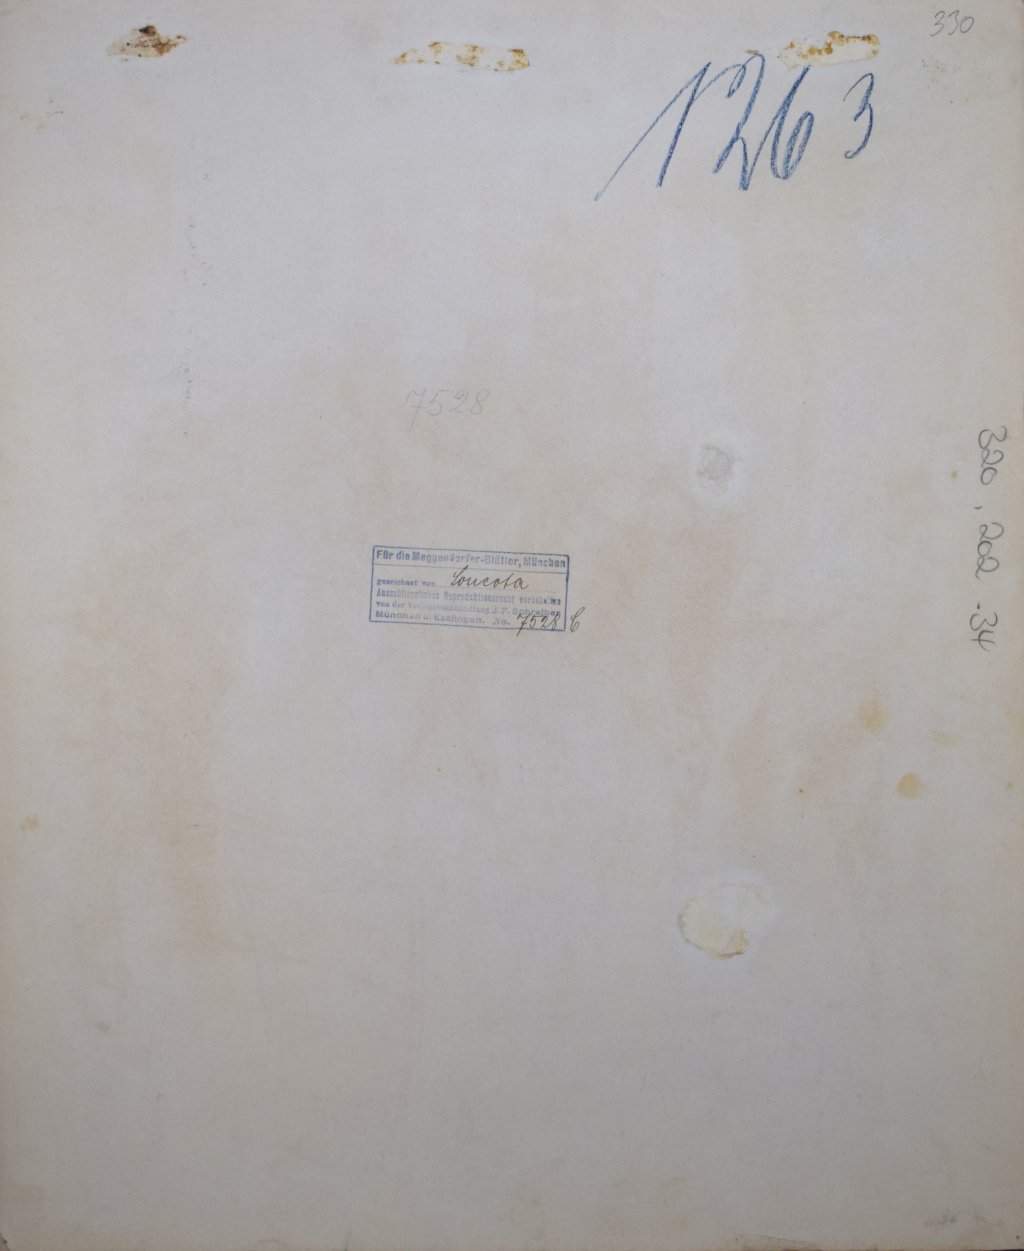 330
1263
7528
320, 202.34
Für die Meggendorfer-Blätter, München
gezeichnet von
Ausschliessliches Reproduktionsrecht vorbehalten
von der Verlagsbuchhandlung J. F. Schreiber
München u. Esslingen. No. 7528 C